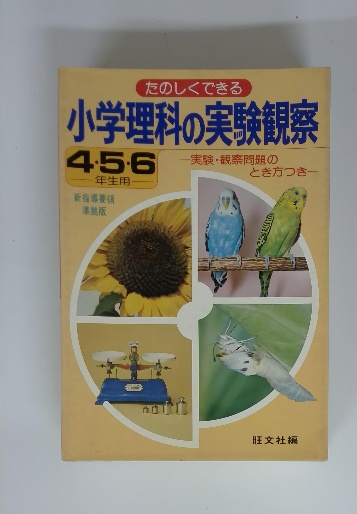 たのしくできる
小学理科の実験観察
4・5・6
年生用
―実験・観察問題の
とき方つき―
新指導要領
準拠版
旺文社編